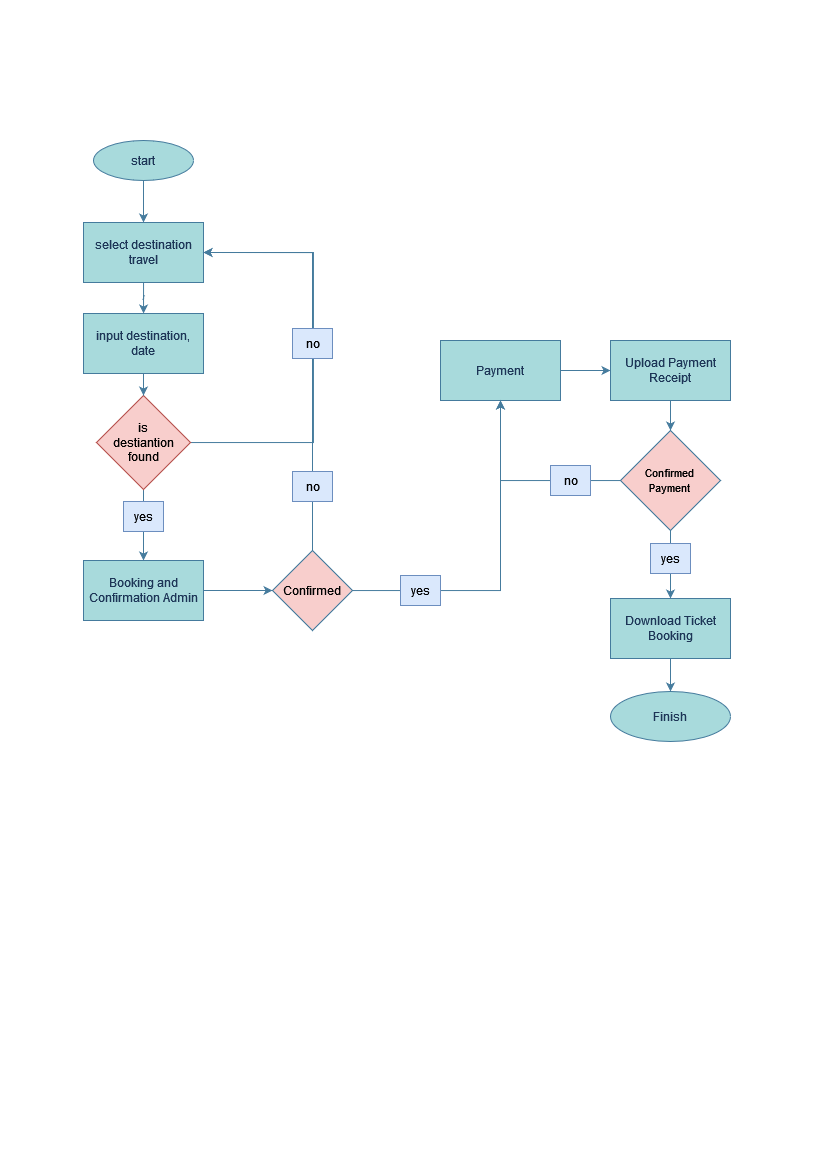 start
select destination
travel
input destination,
date
no
is
destiantion
found
no
yes
Booking and
Confirmation Admin
Confirmed
yes
Payment
Upload Payment
Receipt
Confirmed
Payment
no
yes
Download Ticket
Booking
Finish